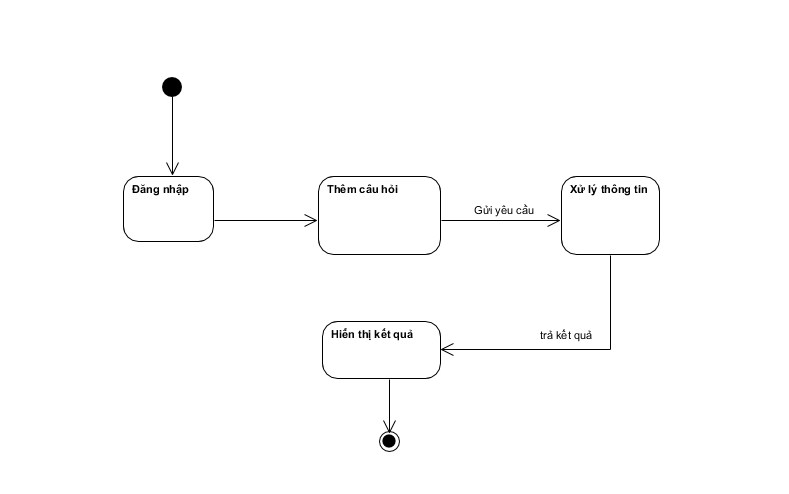 Đăng nhập
Thêm câu hỏi
Gửi yêu cầu
Xử lý thông tin
Hiển thị kết quả
trả kết quả